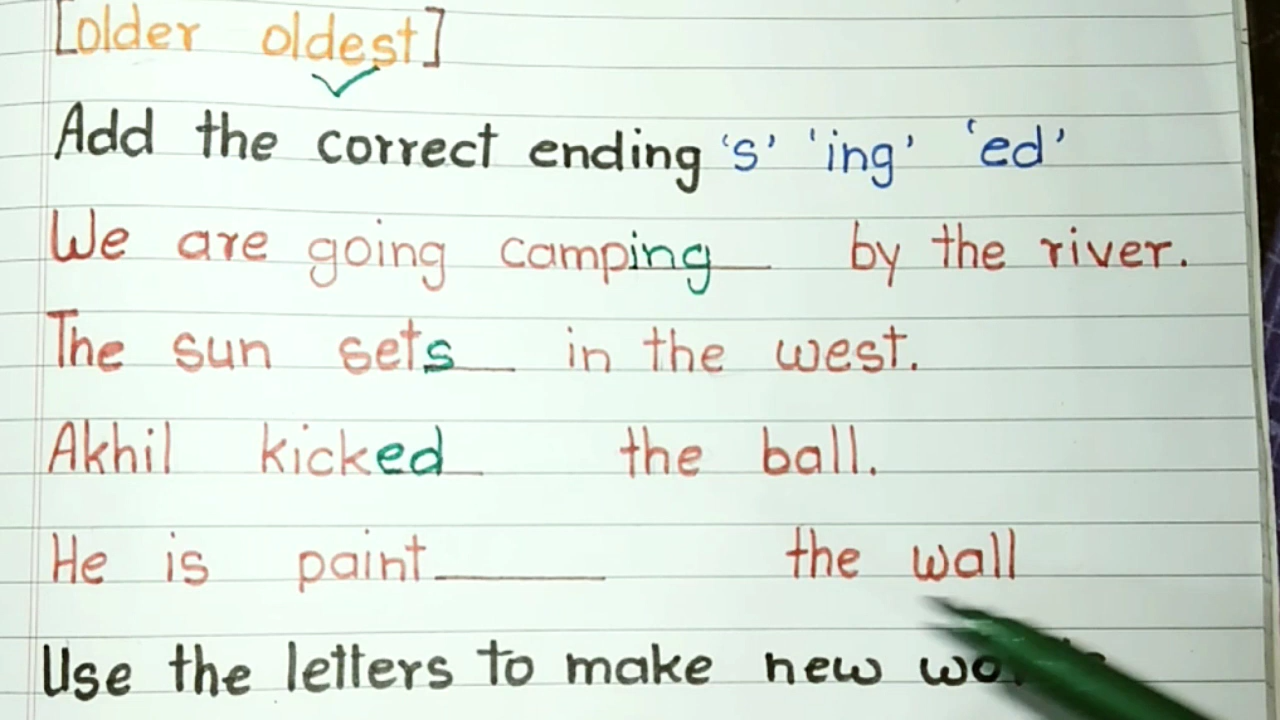 [older oldest]
Add the correct ending 's' 'ing' 'ed'
We are going camping by the river.
The sun sets in the west.
Akhil kicked the ball.
He is paint______ the wall
Use the letters to make new